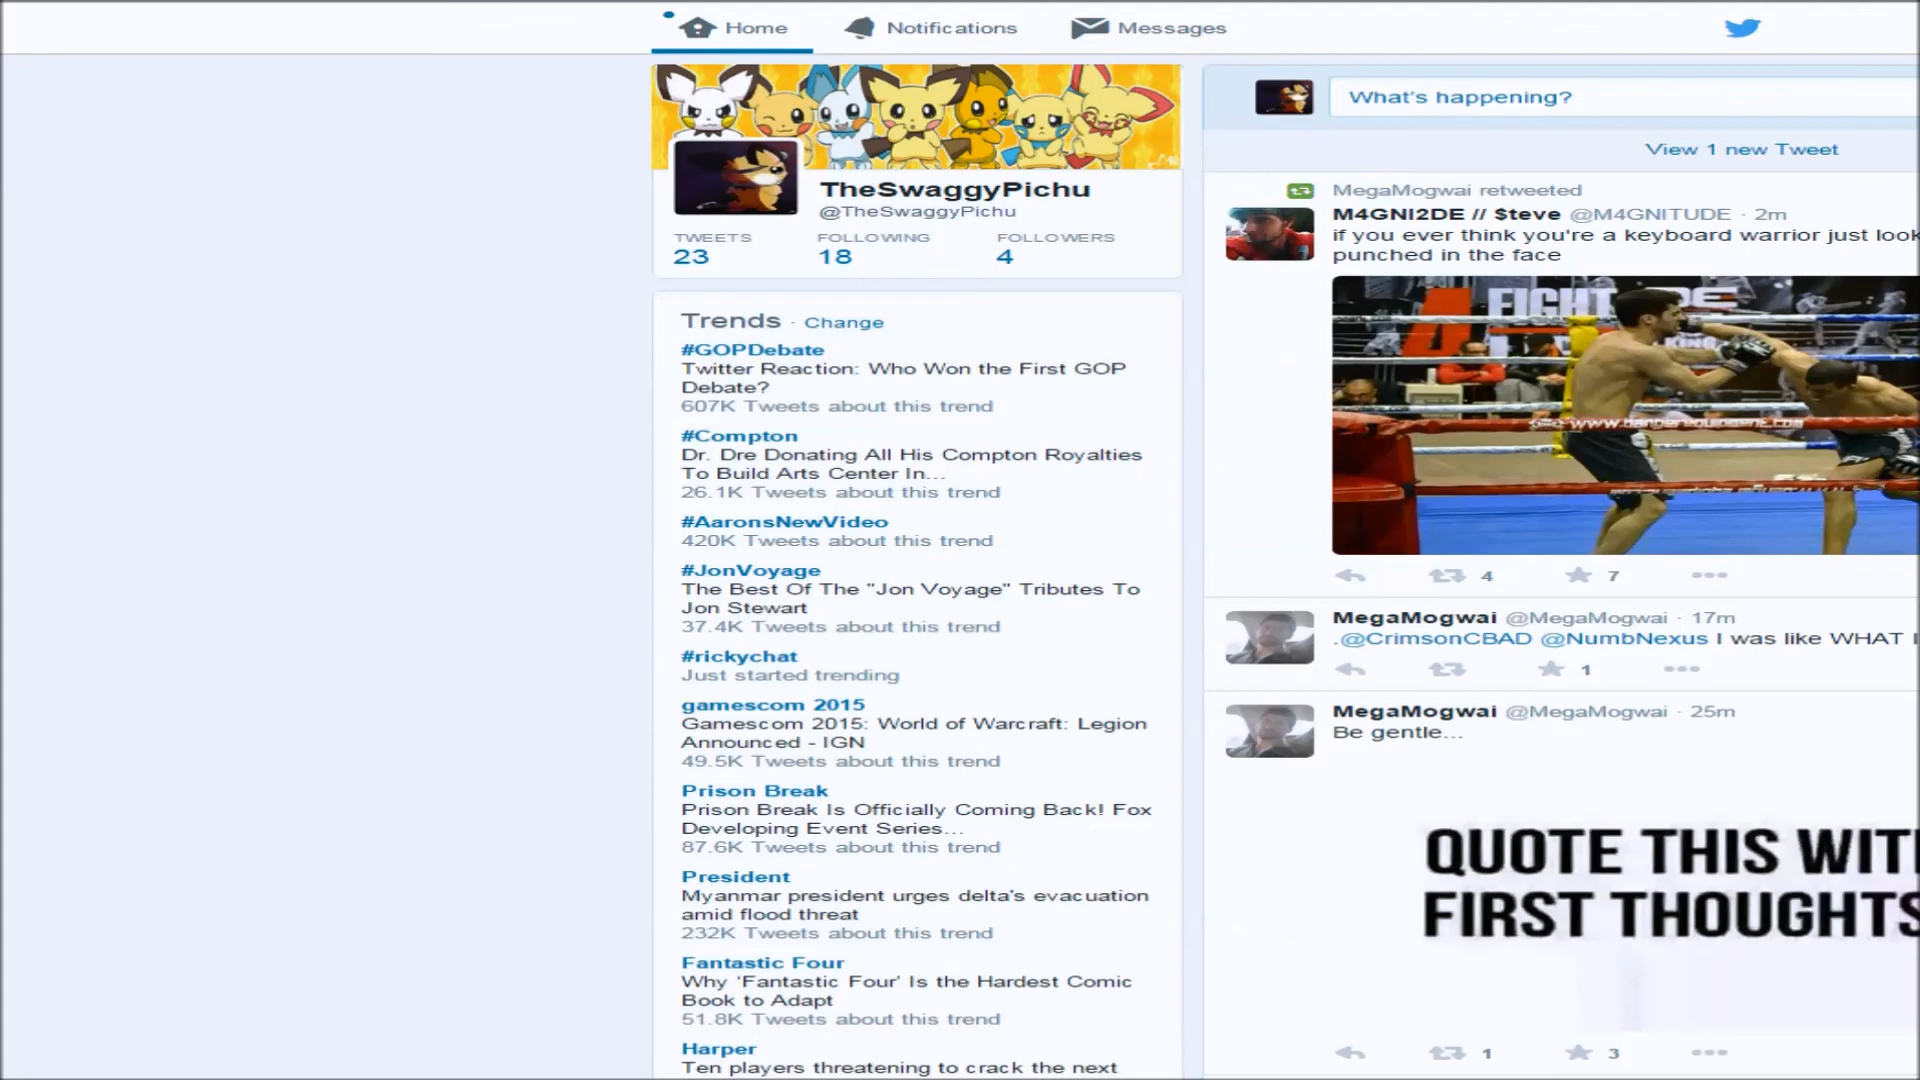 Home
Notifications
Messages
TheSwaggyPichu
@TheSwaggyPichu
TWEETS
23
FOLLOWING
18
FOLLOWERS
4
Trends · Change
#GOPDebate
Twitter Reaction: Who Won the First GOP
Debate?
607K Tweets about this trend
#Compton
Dr. Dre Donating All His Compton Royalties
To Build Arts Center In...
26.1K Tweets about this trend
#AaronsNewVideo
420K Tweets about this trend
#JonVoyage
The Best Of The "Jon Voyage" Tributes To
Jon Stewart
37.4K Tweets about this trend
#rickychat
Just started trending
gamescom 2015
Gamescom 2015: World of Warcraft: Legion
Announced - IGN
49.5K Tweets about this trend
Prison Break
Prison Break Is Officially Coming Back! Fox
Developing Event Series...
87.6K Tweets about this trend
President
Myanmar president urges delta's evacuation
amid flood threat
232K Tweets about this trend
Fantastic Four
Why 'Fantastic Four' Is the Hardest Comic
Book to Adapt
51.8K Tweets about this trend
Harper
Ten players threatening to crack the next
What's happening?
View 1 new Tweet
MegaMogwai retweeted
M4GNI2DE // $teve @M4GNITUDE · 2m
if you ever think you're a keyboard warrior just look
punched in the face
FIGHT
KING
4 7
MegaMogwai @MegaMogwai · 17m
.@CrimsonCBAD @NumbNexus I was like WHAT I
1
MegaMogwai @MegaMogwai · 25m
Be gentle...
QUOTE THIS WIT
FIRST THOUGHTS
1 3